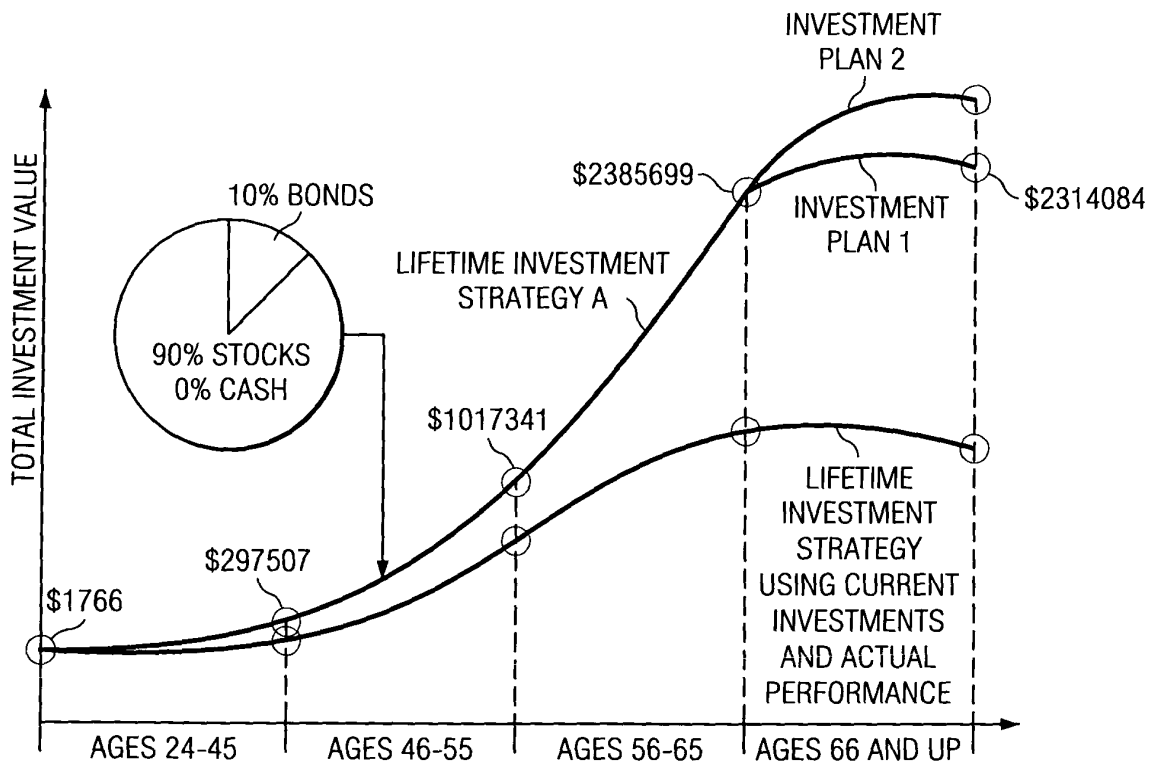 INVESTMENT
PLAN 2
TOTAL INVESTMENT VALUE
10% BONDS
90% STOCKS
0% CASH
LIFETIME INVESTMENT
STRATEGY A
$2385699
INVESTMENT
PLAN 1
$2314084
$1017341
$297507
$1766
LIFETIME
INVESTMENT
STRATEGY
USING CURRENT
INVESTMENTS
AND ACTUAL
PERFORMANCE
AGES 24-45
AGES 46-55
AGES 56-65
AGES 66 AND UP